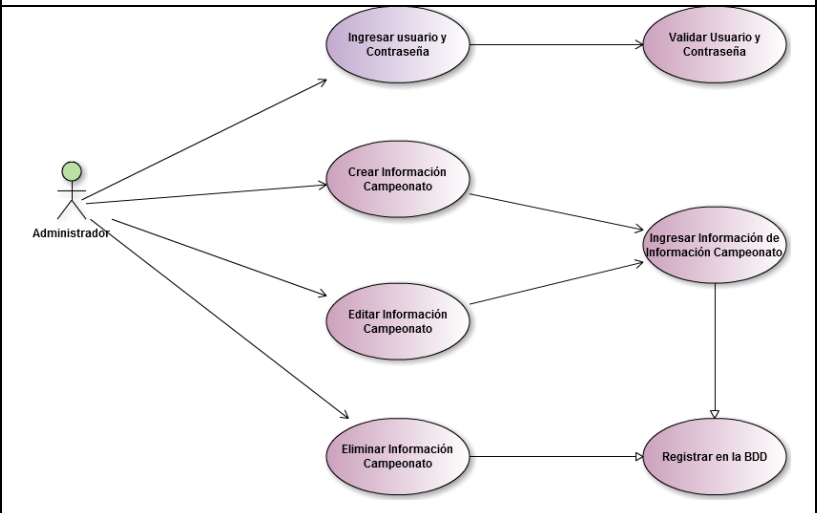 Ingresar usuario y
Contraseña
Validar Usuario y
Contraseña
Crear Información
Campeonato
Administrador
Ingresar Información de
Información Campeonato
Editar Información
Campeonato
Eliminar Información
Campeonato
Registrar en la BDD